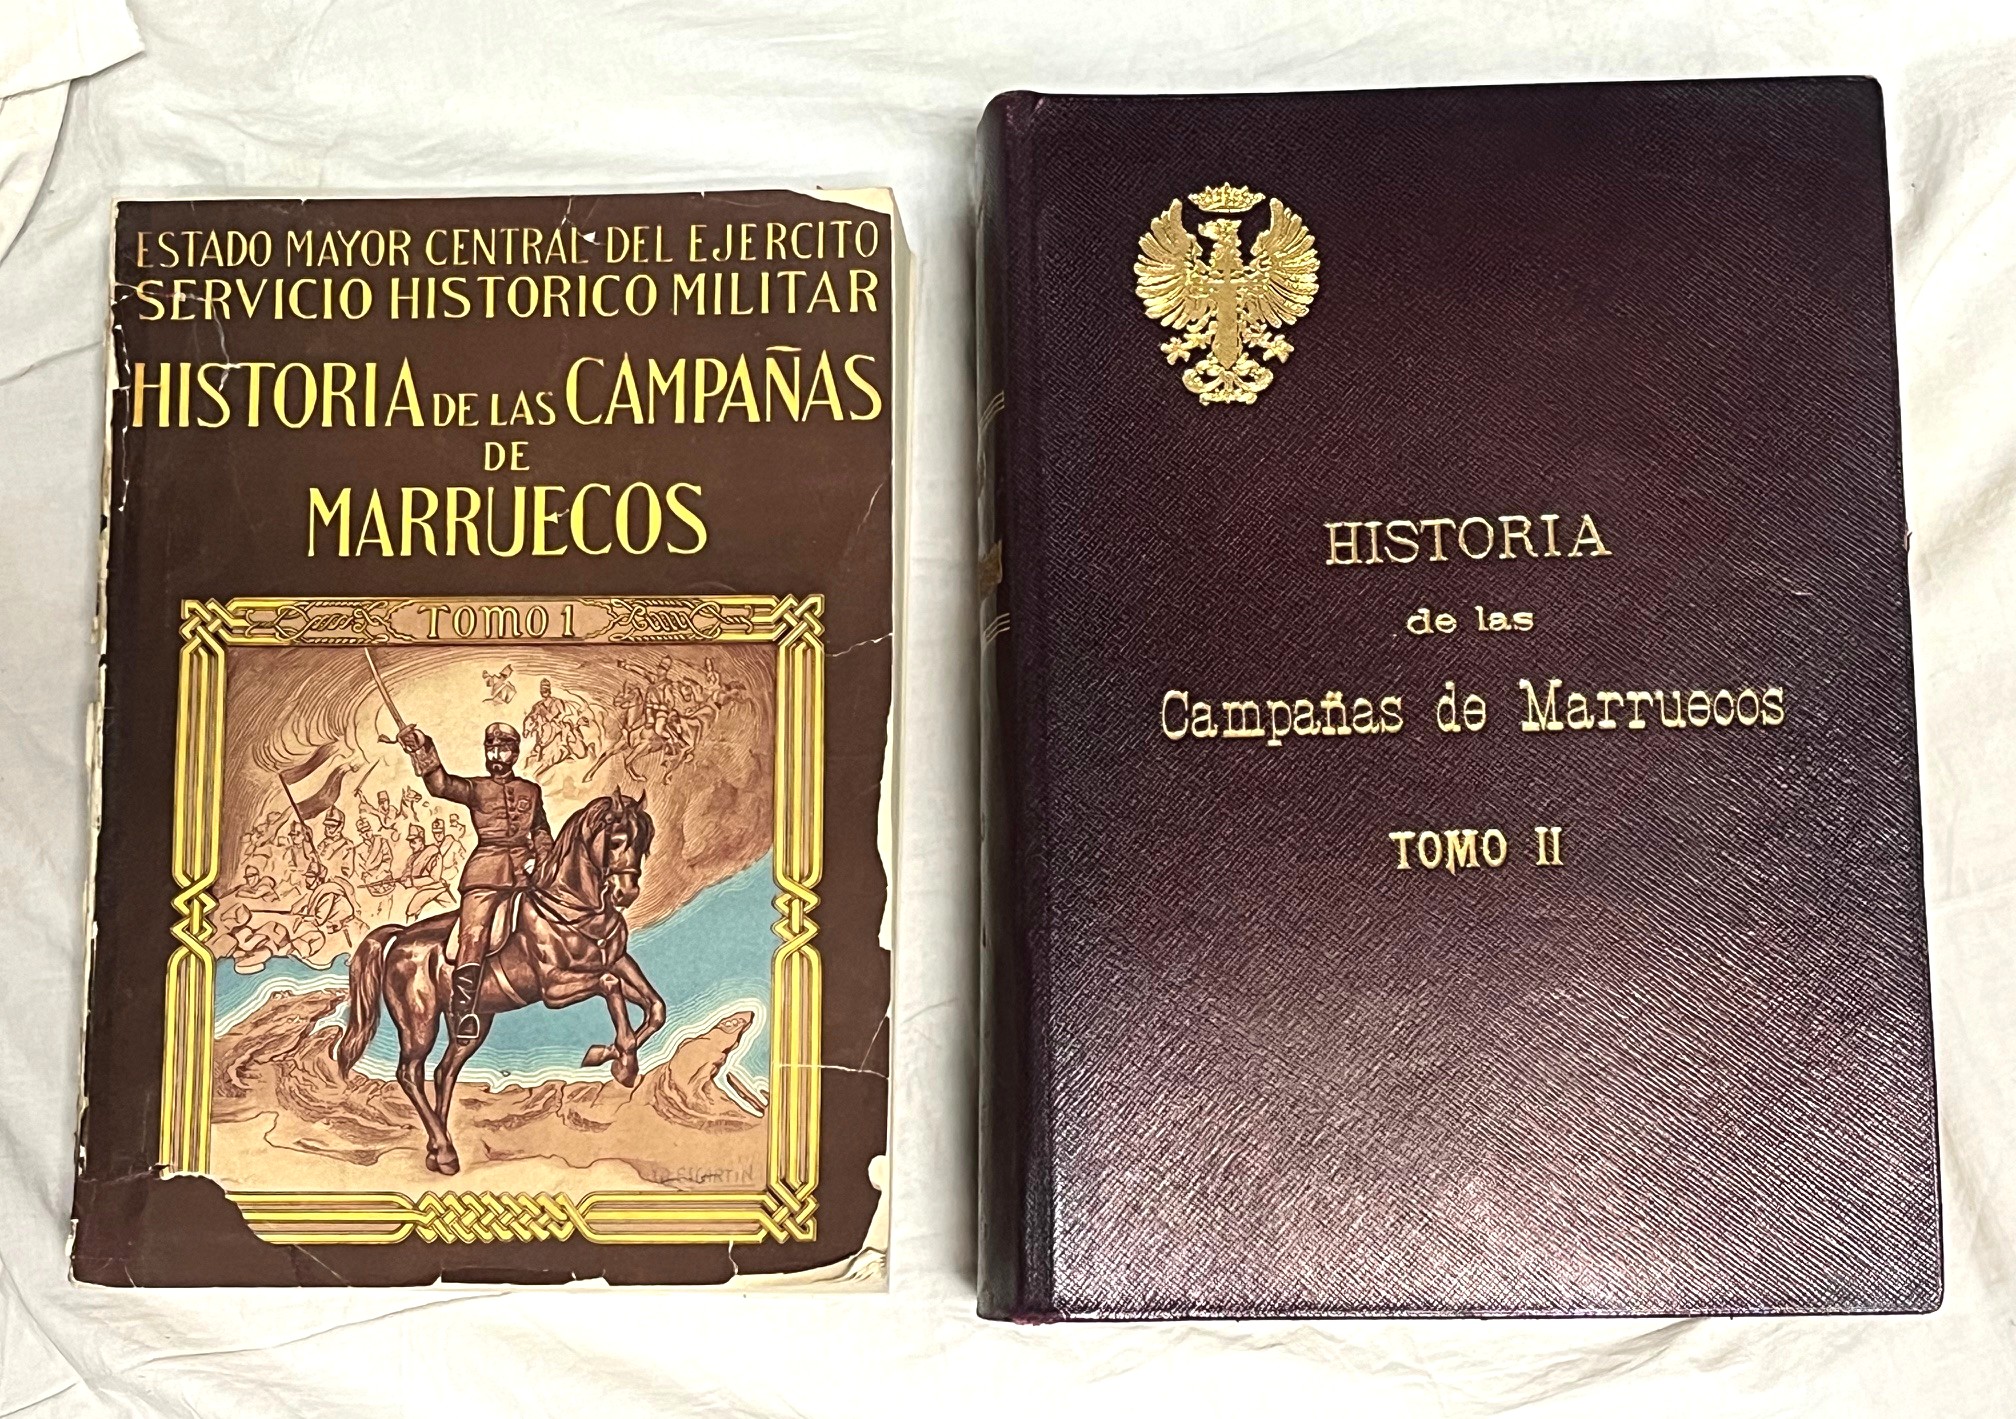 ESTADO MAYOR CENTRAL DEL EJERCITO
SERVICIO HISTORICO MILITAR
HISTORIA DE LAS CAMPAÑAS
DE
MARRUECOS
TOMO 1
ESCARTIN
HISTORIA
de las
Campañas de Marruecos
TOMO II